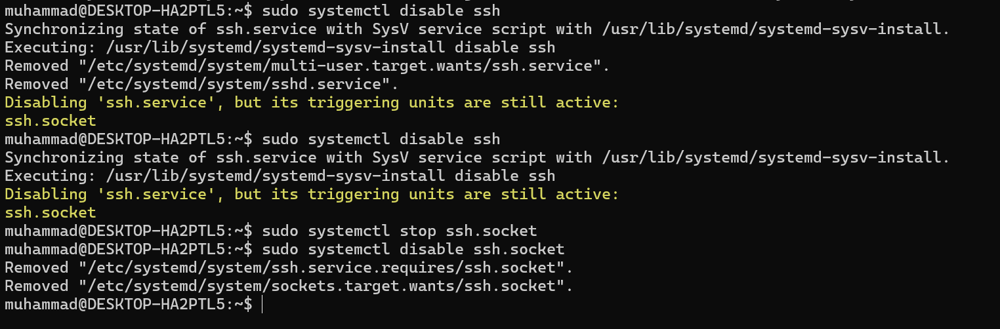 muhammad@DESKTOP-HA2PTL5:~$ sudo systemctl disable ssh
Synchronizing state of ssh.service with SysV service script with /usr/lib/systemd/systemd-sysv-install.
Executing: /usr/lib/systemd/systemd-sysv-install disable ssh
Removed "/etc/systemd/system/multi-user.target.wants/ssh.service".
Removed "/etc/systemd/system/sshd.service".
Disabling 'ssh.service', but its triggering units are still active:
ssh.socket
muhammad@DESKTOP-HA2PTL5:~$ sudo systemctl disable ssh
Synchronizing state of ssh.service with SysV service script with /usr/lib/systemd/systemd-sysv-install.
Executing: /usr/lib/systemd/systemd-sysv-install disable ssh
Disabling 'ssh.service', but its triggering units are still active:
ssh.socket
muhammad@DESKTOP-HA2PTL5:~$ sudo systemctl stop ssh.socket
muhammad@DESKTOP-HA2PTL5:~$ sudo systemctl disable ssh.socket
Removed "/etc/systemd/system/ssh.service.requires/ssh.socket".
Removed "/etc/systemd/system/sockets.target.wants/ssh.socket".
muhammad@DESKTOP-HA2PTL5:~$